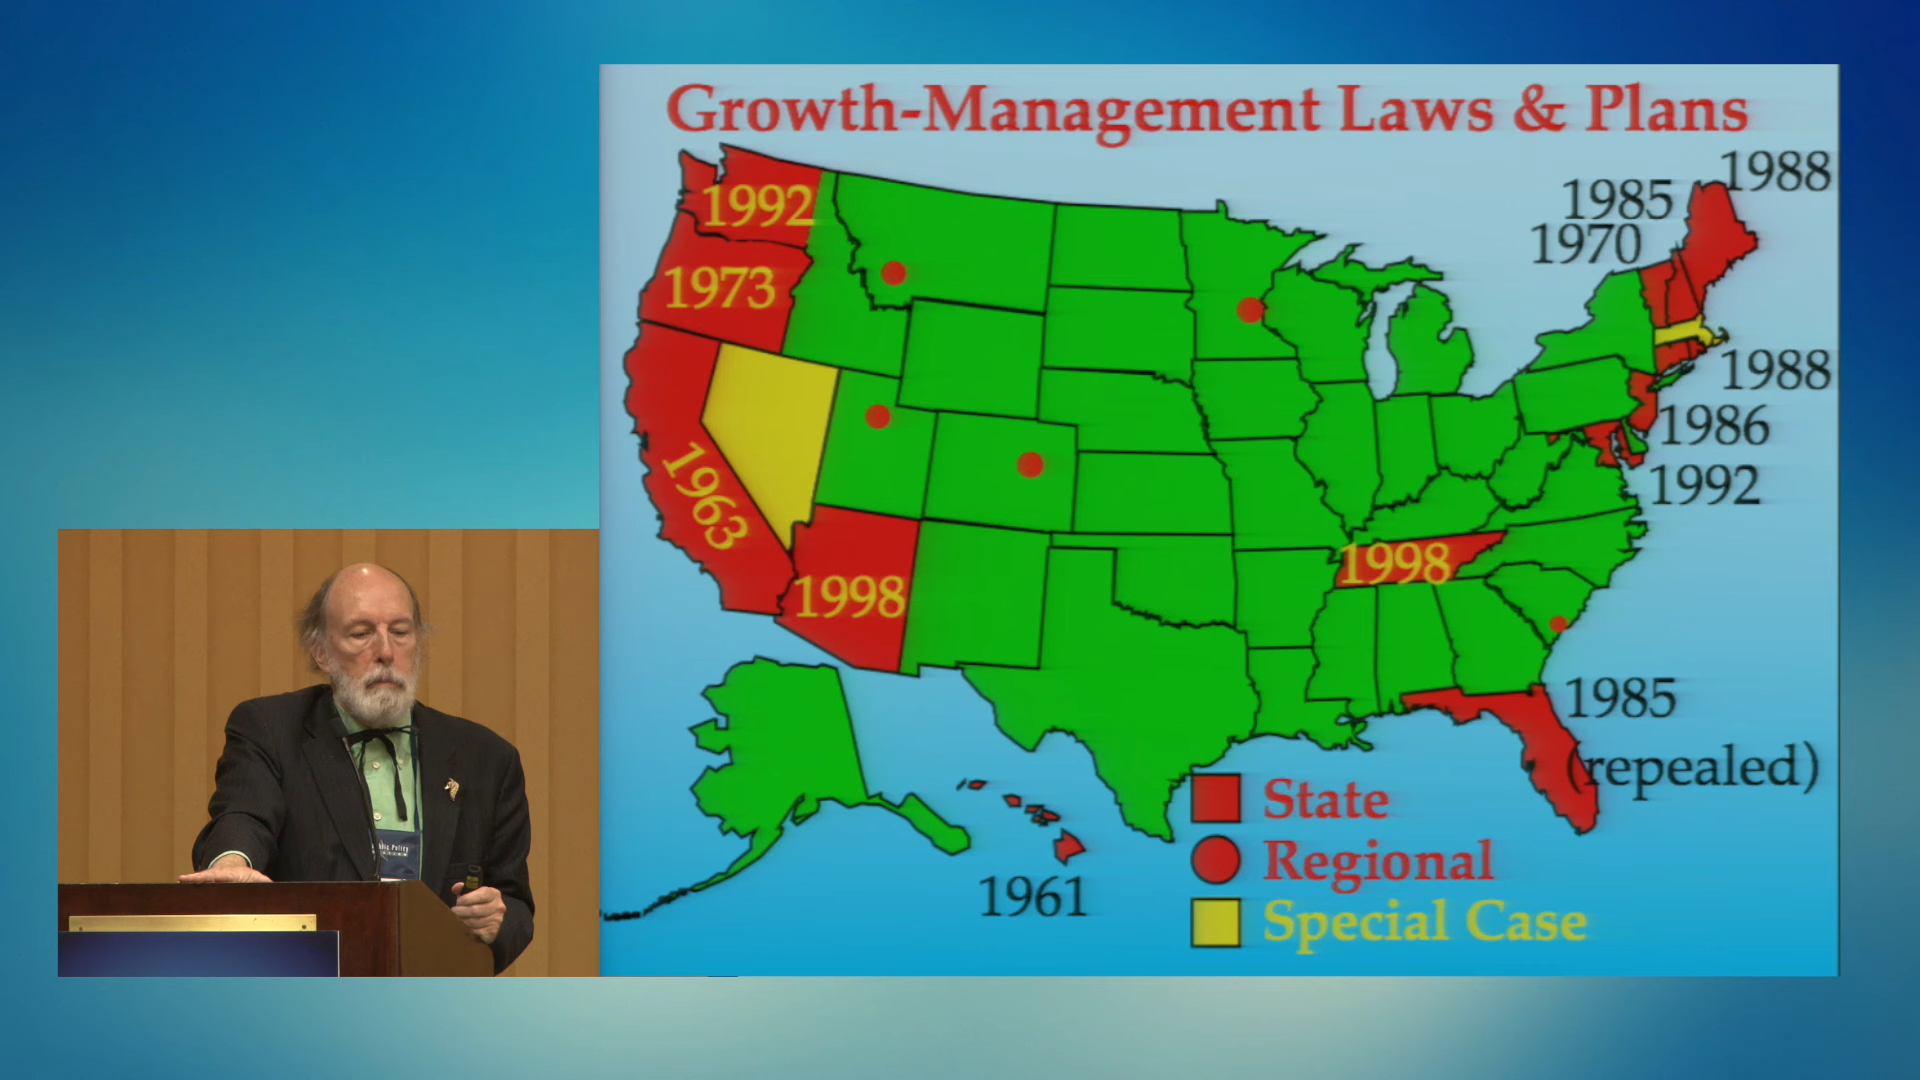 Growth-Management Laws & Plans
1988
1985
1970
1992
1973
1988
1986
1992
1963
1998
1998
1985
(repealed)
1961
State
Regional
Special Case